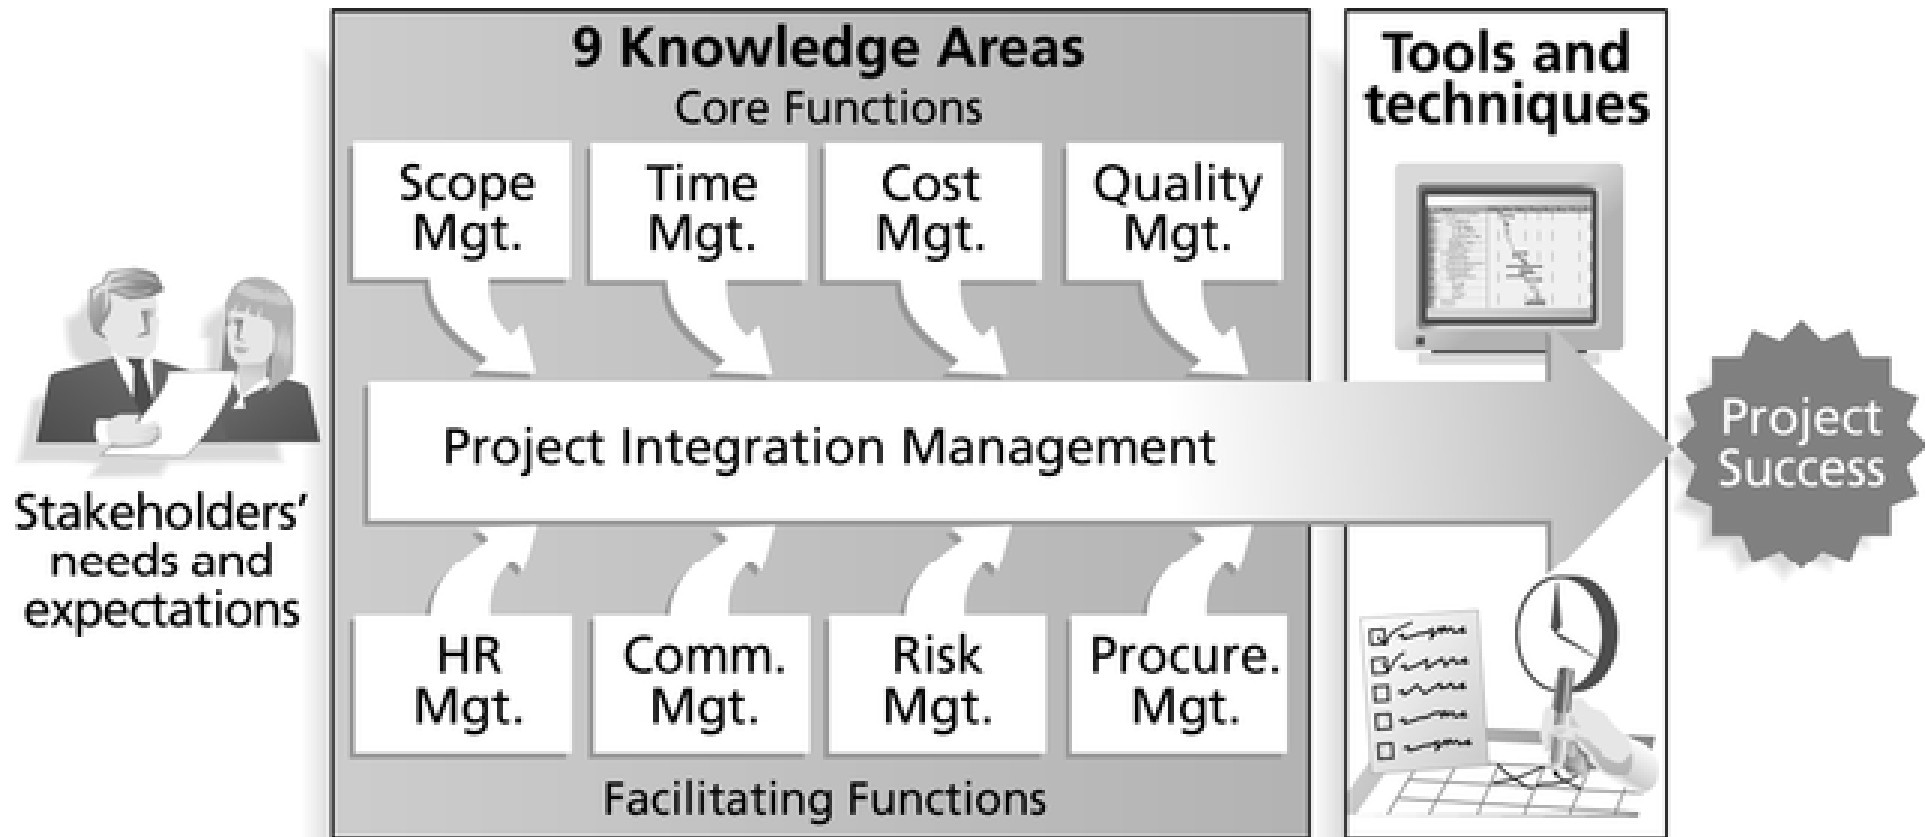 9 Knowledge Areas
Core Functions
Scope
Mgt.
Time
Mgt.
Cost
Mgt.
Quality
Mgt.
Project Integration Management
HR
Mgt.
Comm.
Mgt.
Risk
Mgt.
Procure.
Mgt.
Facilitating Functions
Stakeholders’
needs and
expectations
Tools and
techniques
Project
Success